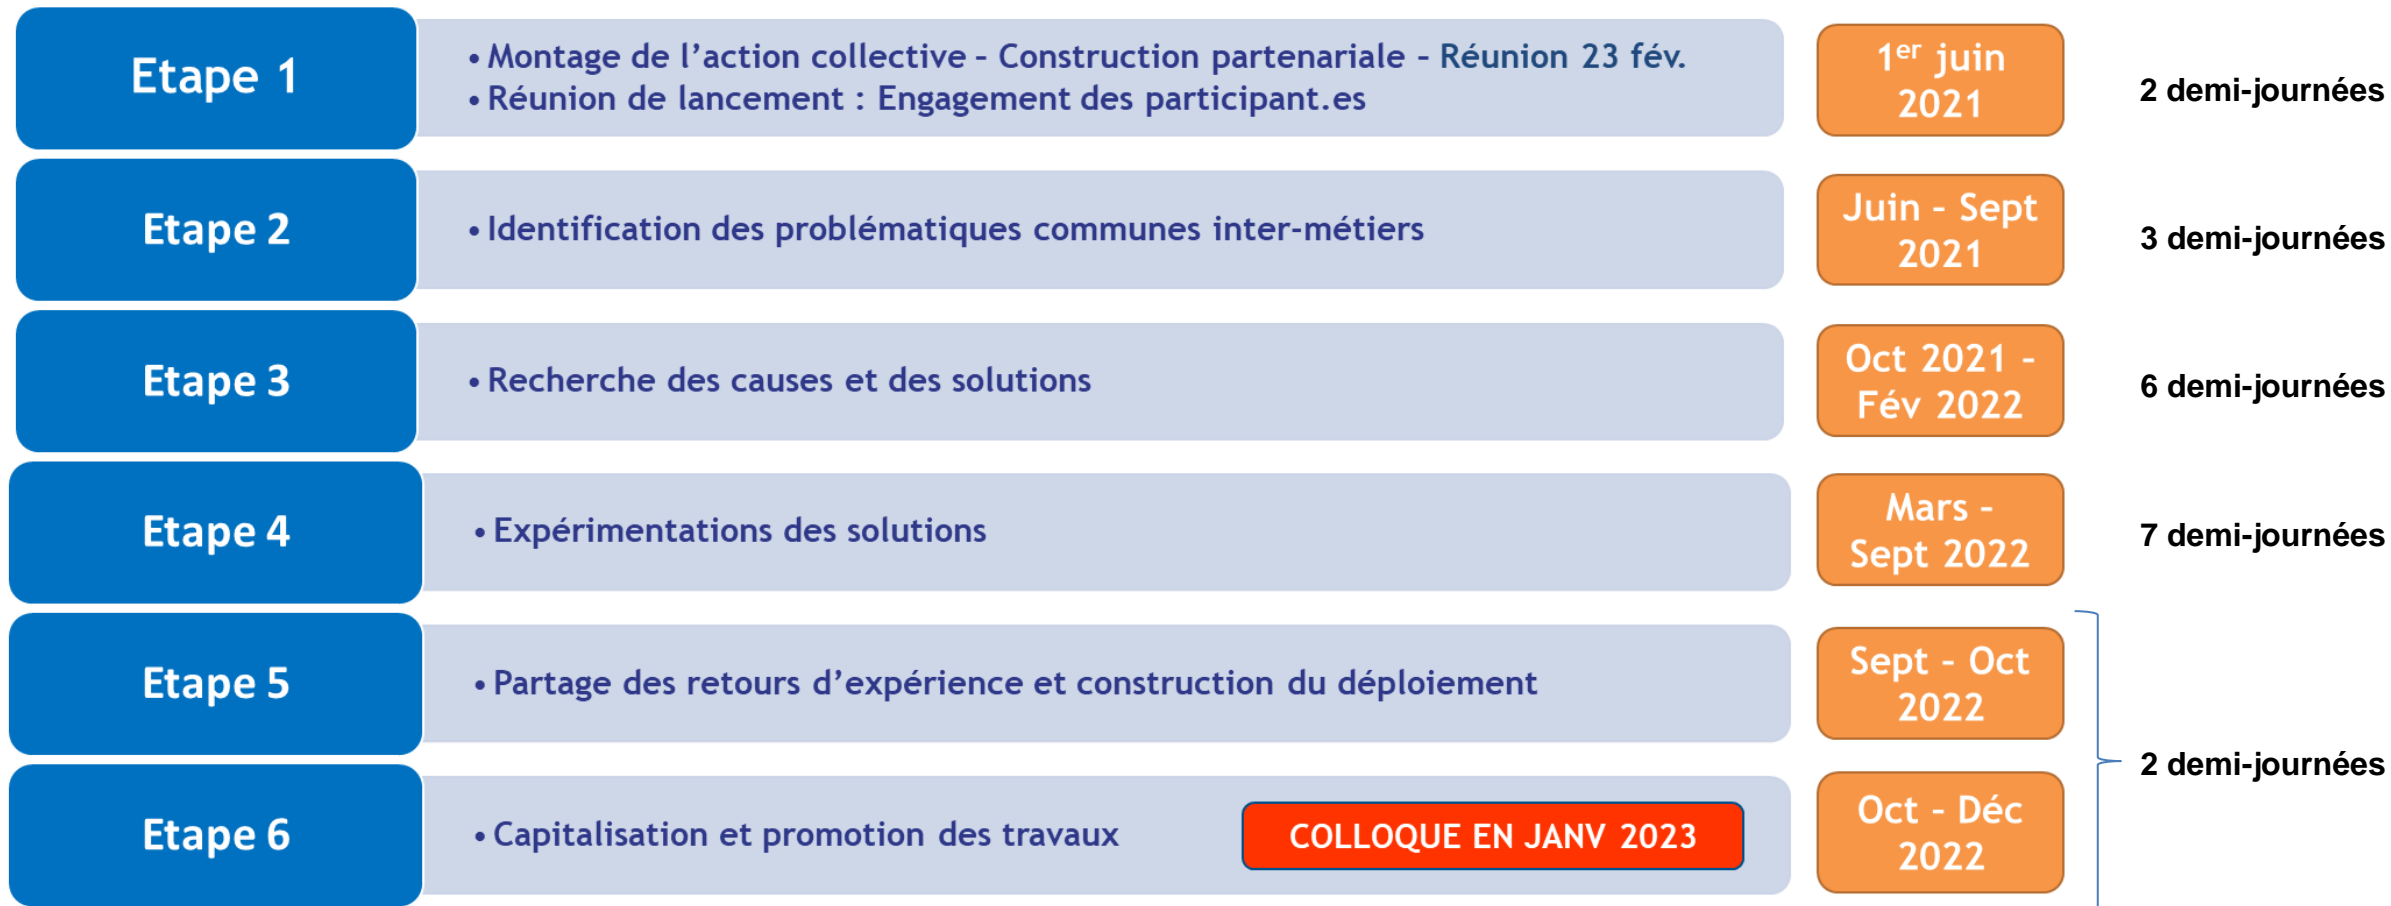 Etape 1
• Montage de l’action collective – Construction partenariale – Réunion 23 fév.
• Réunion de lancement : Engagement des participant.es
1er juin
2021
2 demi-journées
Etape 2
• Identification des problématiques communes inter-métiers
Juin – Sept
2021
3 demi-journées
Etape 3
• Recherche des causes et des solutions
Oct 2021 –
Fév 2022
6 demi-journées
Etape 4
• Expérimentations des solutions
Mars –
Sept 2022
7 demi-journées
Etape 5
• Partage des retours d’expérience et construction du déploiement
Sept – Oct
2022
2 demi-journées
Etape 6
• Capitalisation et promotion des travaux
COLLOQUE EN JANV 2023
Oct – Déc
2022